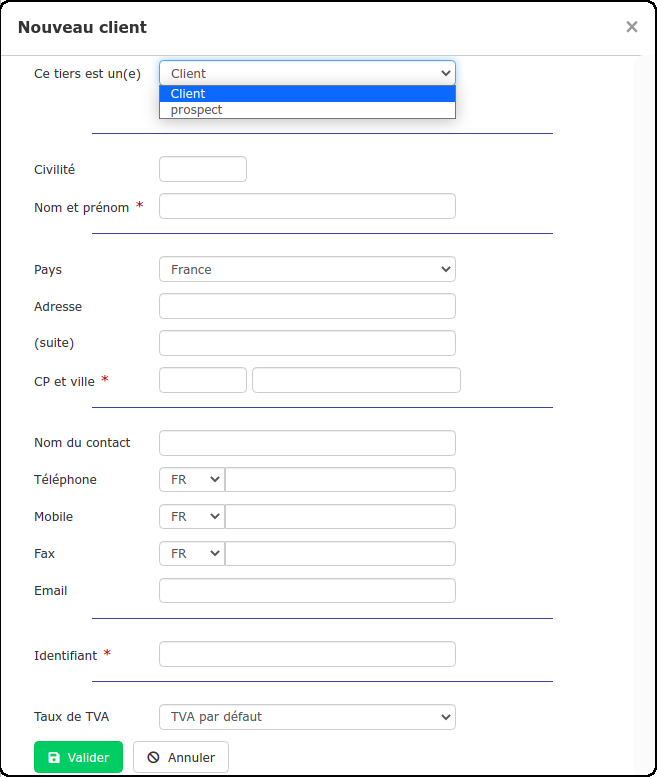 Nouveau client ×
Ce tiers est un(e) Client
Client
prospect
Civilité
Nom et prénom *
Pays France
Adresse
(suite)
CP et ville *
Nom du contact
Téléphone FR
Mobile FR
Fax FR
Email
Identifiant *
Taux de TVA TVA par défaut
Valider Annuler